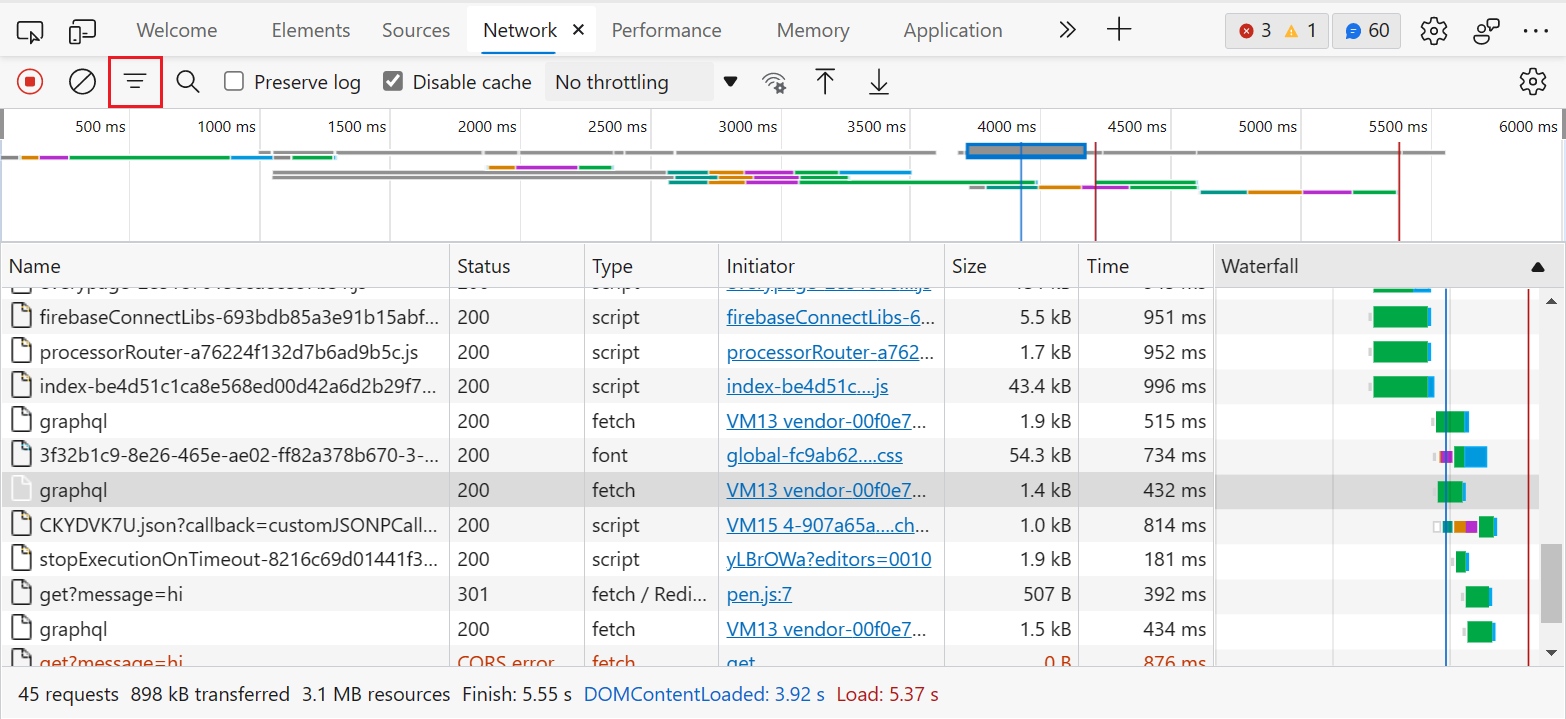 Welcome Elements Sources Network Performance Memory Application 3 1 60
Preserve log Disable cache No throttling
500 ms 1000 ms 1500 ms 2000 ms 2500 ms 3000 ms 3500 ms 4000 ms 4500 ms 5000 ms 5500 ms 6000 ms
Name Status Type Initiator Size Time Waterfall
firebaseConnectLibs-693bdb85a3e91b15abf... 200 script firebaseConnectLibs-6... 5.5 kB 951 ms
processorRouter-a76224f132d7b6ad9b5c.js 200 script processorRouter-a762... 1.7 kB 952 ms
index-be4d51c1ca8e568ed00d42a6d2b29f7... 200 script index-be4d51c....js 43.4 kB 996 ms
graphql 200 fetch VM13 vendor-00f0e7... 1.9 kB 515 ms
3f32b1c9-8e26-465e-ae02-ff82a378b670-3-... 200 font global-fc9ab62....css 54.3 kB 734 ms
graphql 200 fetch VM13 vendor-00f0e7... 1.4 kB 432 ms
CKYDVK7U.json?callback=customJSONPCall... 200 script VM15 4-907a65a....ch... 1.0 kB 814 ms
stopExecutionOnTimeout-8216c69d01441f3... 200 script yLBrOWa?editors=0010 1.9 kB 181 ms
get?message=hi 301 fetch / Redi... pen.js:7 507 B 392 ms
graphql 200 fetch VM13 vendor-00f0e7... 1.5 kB 434 ms
get?message=hi CORS error fetch get 0 B 876 ms
45 requests 898 kB transferred 3.1 MB resources Finish: 5.55 s DOMContentLoaded: 3.92 s Load: 5.37 s